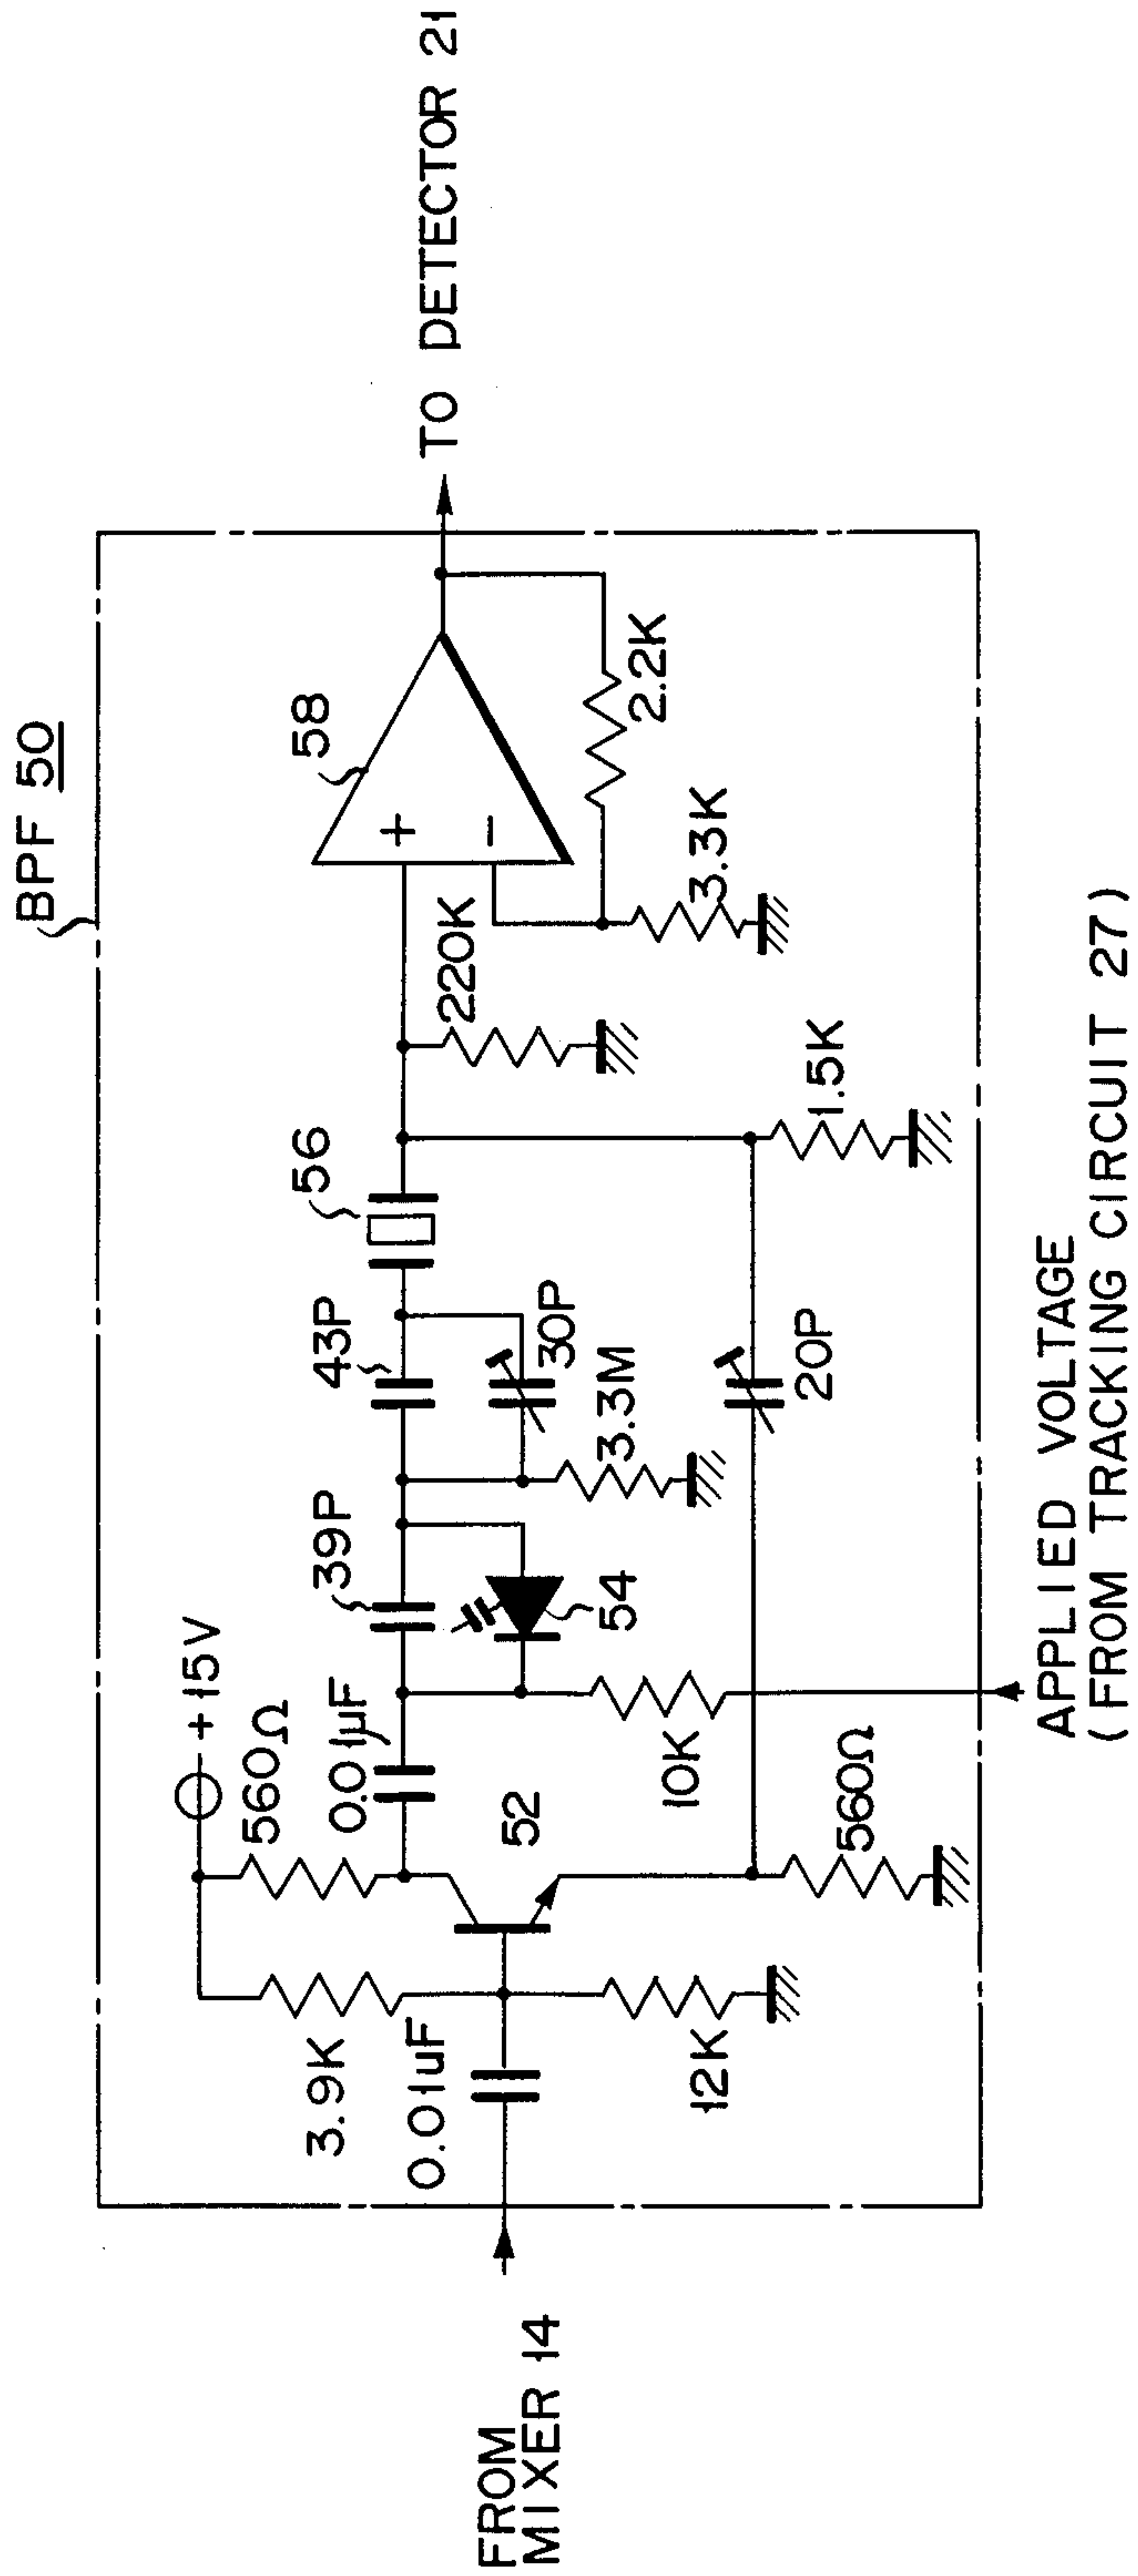 BPF 50
+15V
560Ω
3.9K
0.01µF
0.01µF
52
12K
560Ω
10K
39P
54
43P
30P
3.3M
20P
56
220K
1.5K
58
2.2K
3.3K
+
−
FROM
MIXER 14
TO DETECTOR 21
APPLIED VOLTAGE
(FROM TRACKING CIRCUIT 27)